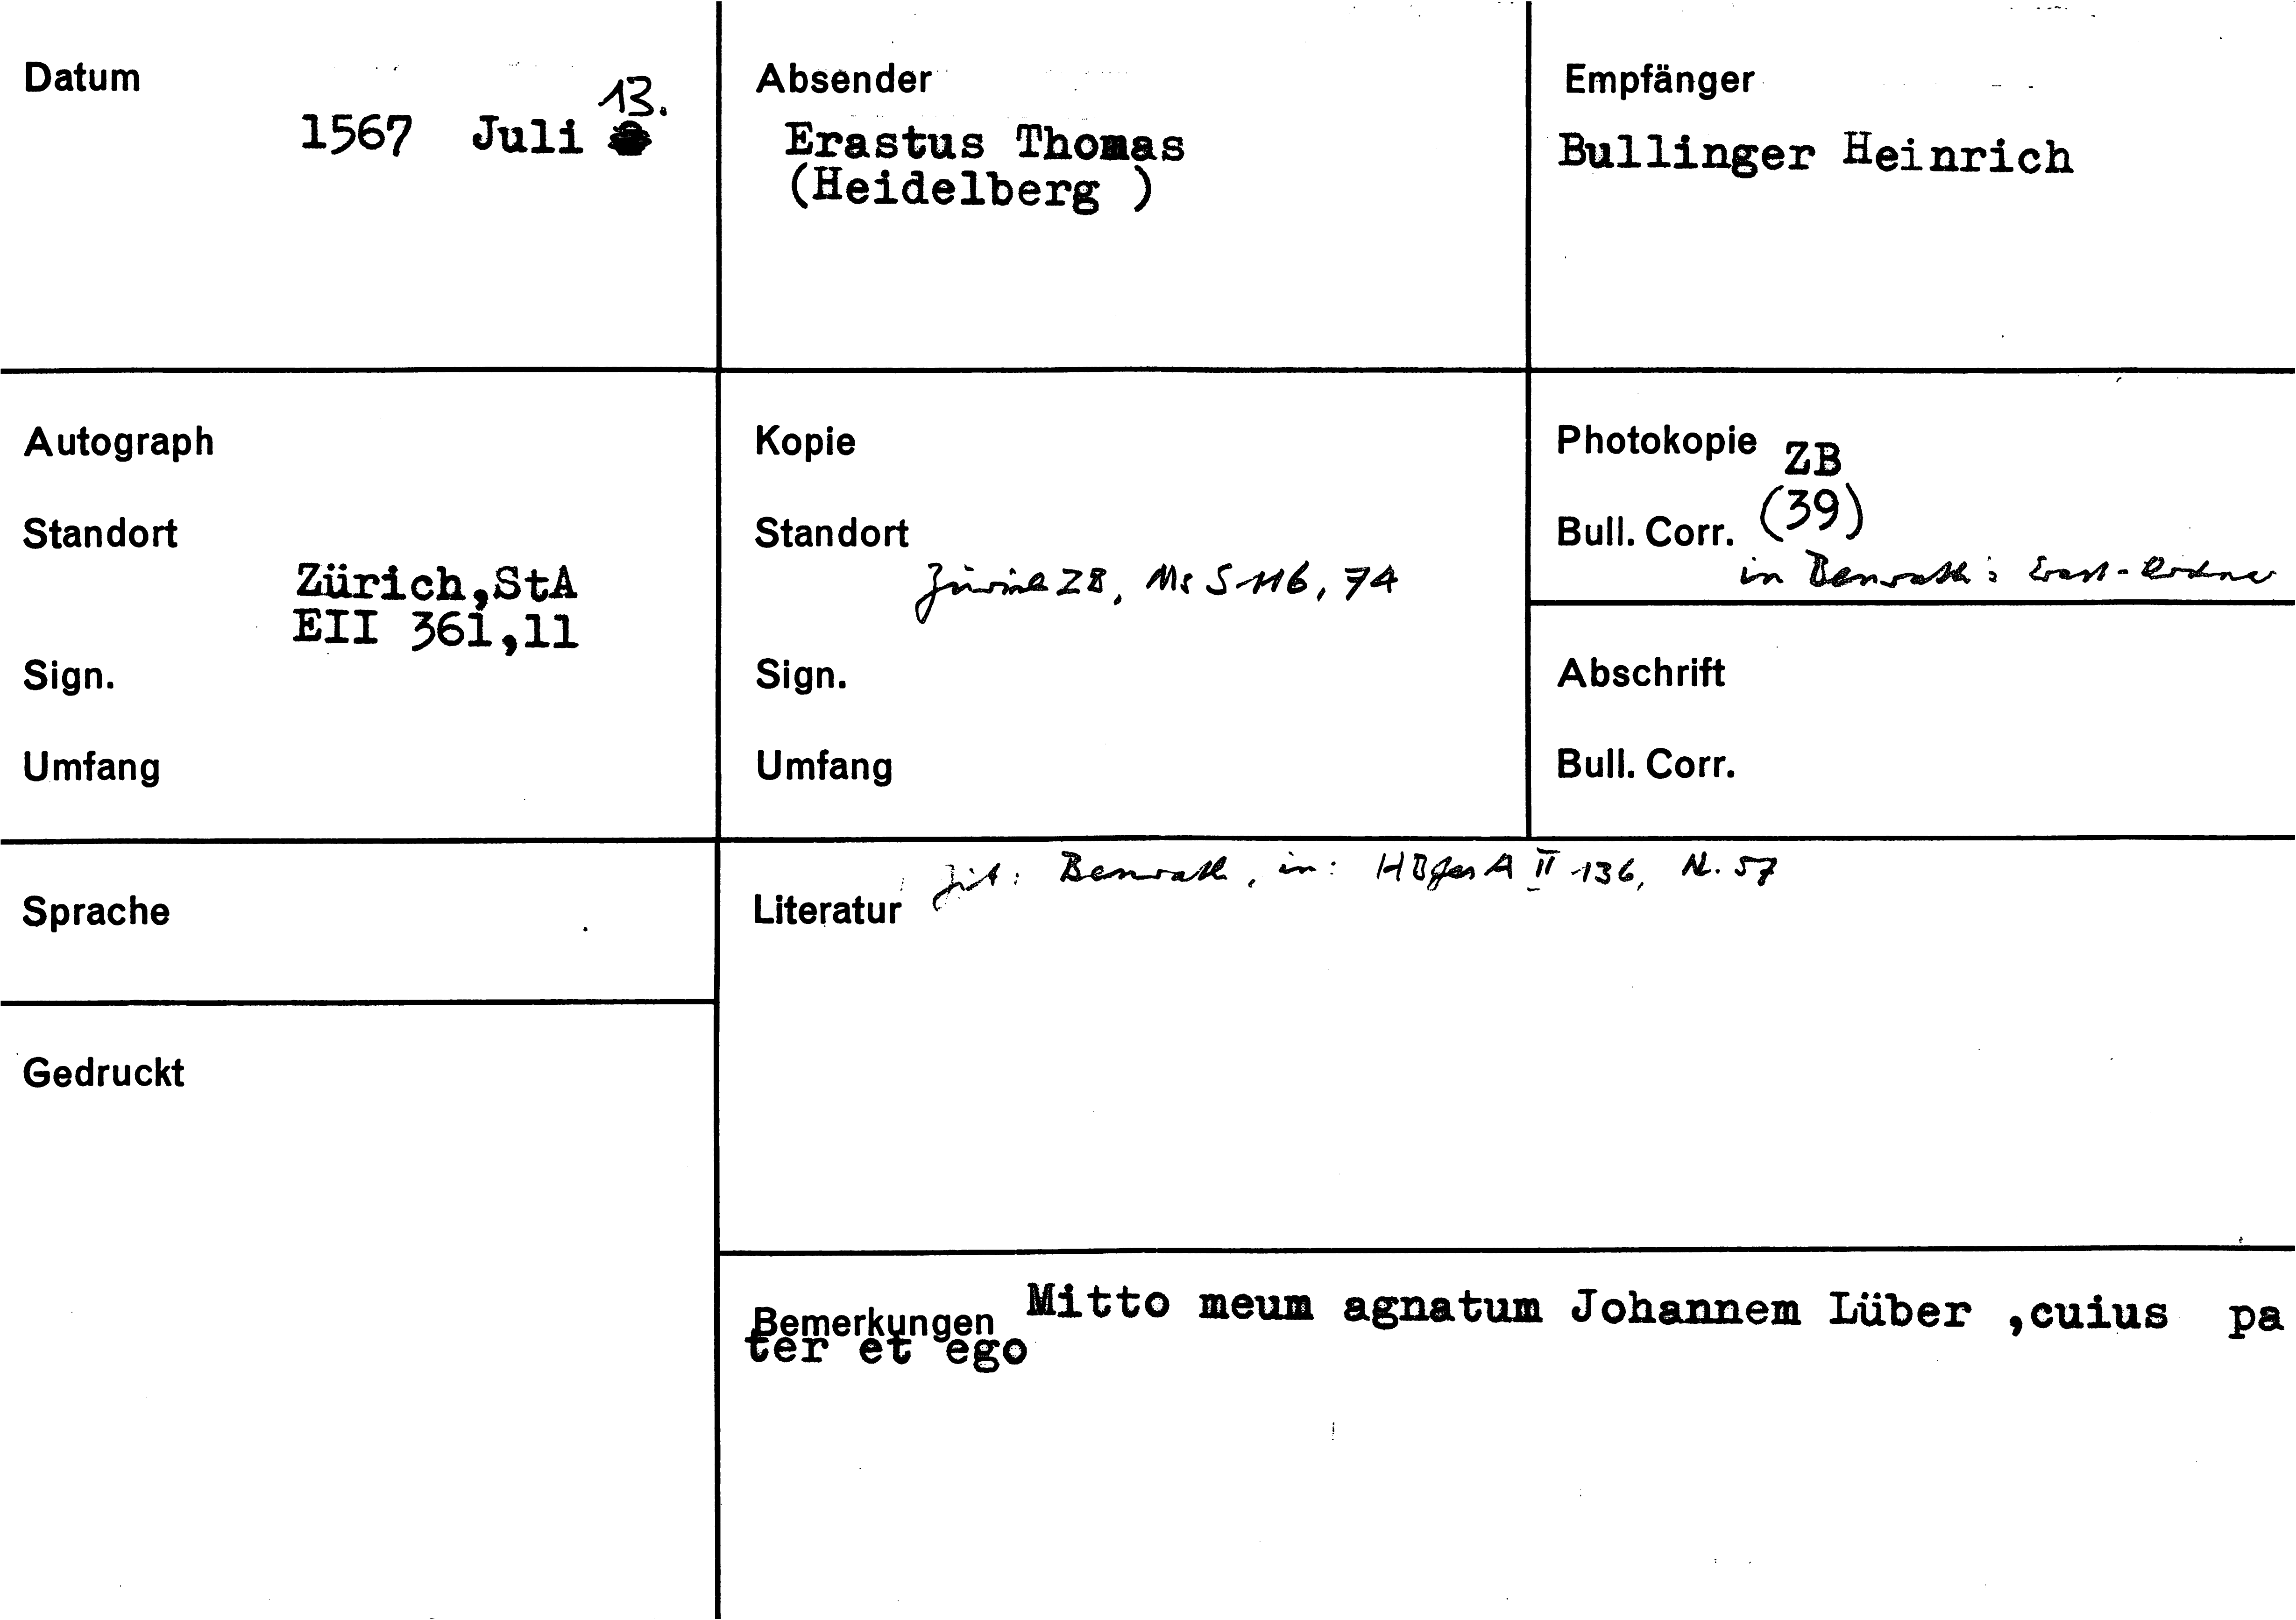 Datum
1567 Juli 13.
Absender
Erastus Thomas
(Heidelberg )
Empfänger
Bullinger Heinrich
Autograph
Standort
Zürich,StA
EII 361,11
Sign.
Umfang
Kopie
Standort
Zürich ZB, Ms S 116, 74
Sign.
Umfang
Photokopie ZB
Bull. Corr. (39)
in Benrath's Erast-Ordner
Abschrift
Bull. Corr.
Sprache
Gedruckt
Literatur
Zit: Benrath, in: II 136, N. 57
Bemerkungen Mitto meum agnatum Johannem Lüber ,cuius pa
ter et ego